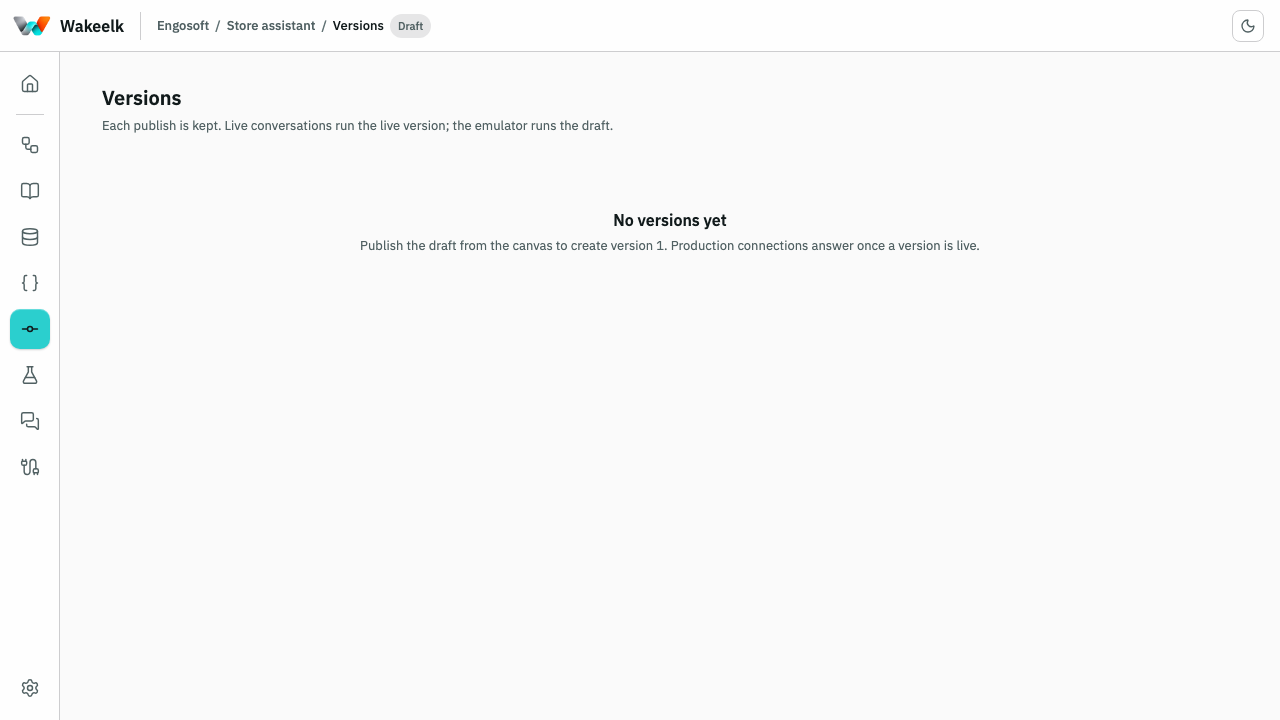 Wakeelk
Engosoft / Store assistant / Versions Draft
Versions
Each publish is kept. Live conversations run the live version; the emulator runs the draft.
No versions yet
Publish the draft from the canvas to create version 1. Production connections answer once a version is live.